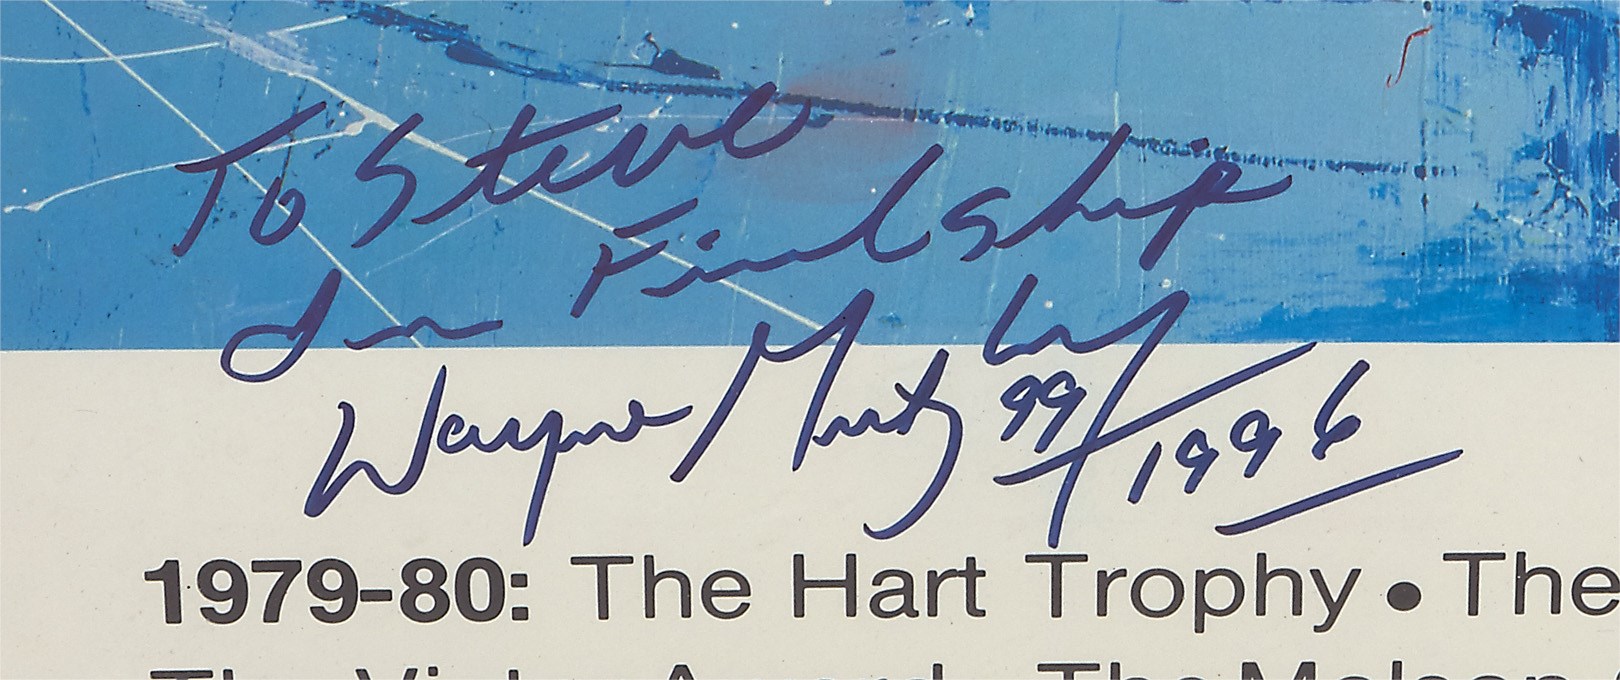 To Steve
In Friendship
Wayne Gretzky 99
1996
1979-80: The Hart Trophy • The